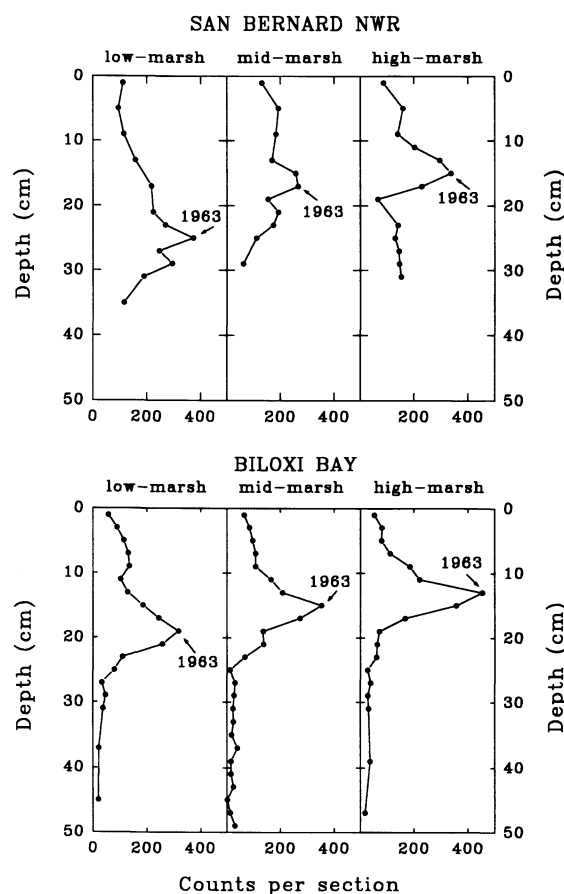 SAN BERNARD NWR
low-marsh mid-marsh high-marsh
0 0
10 10
20 20
30 30
40 40
50 50
Depth (cm) Depth (cm)
1963 1963 1963
0 200 400 200 400 200 400
BILOXI BAY
low-marsh mid-marsh high-marsh
0 0
10 10
20 20
30 30
40 40
50 50
Depth (cm) Depth (cm)
1963 1963 1963
0 200 400 200 400 200 400
Counts per section